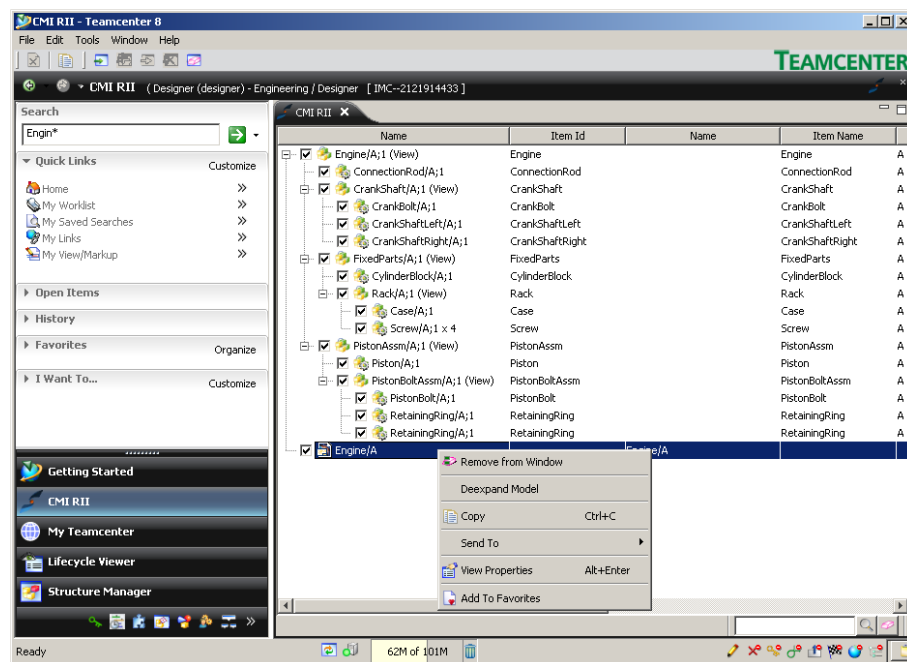 CMI RII - Teamcenter 8
File Edit Tools Window Help
TEAMCENTER
CMI RII ( Designer (designer) - Engineering / Designer [ IMC--2121914433 ]
Search
Engin*
Quick Links Customize
Home
My Worklist
My Saved Searches
My Links
My View/Markup
Open Items
History
Favorites Organize
I Want To... Customize
Getting Started
CMI RII
My Teamcenter
Lifecycle Viewer
Structure Manager
CMI RII
Name Item Id Name Item Name
Engine/A;1 (View) Engine Engine A
ConnectionRod/A;1 ConnectionRod ConnectionRod A
CrankShaft/A;1 (View) CrankShaft CrankShaft A
CrankBolt/A;1 CrankBolt CrankBolt A
CrankShaftLeft/A;1 CrankShaftLeft CrankShaftLeft A
CrankShaftRight/A;1 CrankShaftRight CrankShaftRight A
FixedParts/A;1 (View) FixedParts FixedParts A
CylinderBlock/A;1 CylinderBlock CylinderBlock A
Rack/A;1 (View) Rack Rack A
Case/A;1 Case Case A
Screw/A;1 x 4 Screw Screw A
PistonAssm/A;1 (View) PistonAssm PistonAssm A
Piston/A;1 Piston Piston A
PistonBoltAssm/A;1 (View) PistonBoltAssm PistonBoltAssm A
PistonBolt/A;1 PistonBolt PistonBolt A
RetainingRing/A;1 RetainingRing RetainingRing A
RetainingRing/A;1 RetainingRing RetainingRing A
Engine/A Engine/A
Remove from Window
Deexpand Model
Copy Ctrl+C
Send To
View Properties Alt+Enter
Add To Favorites
Ready 62M of 101M